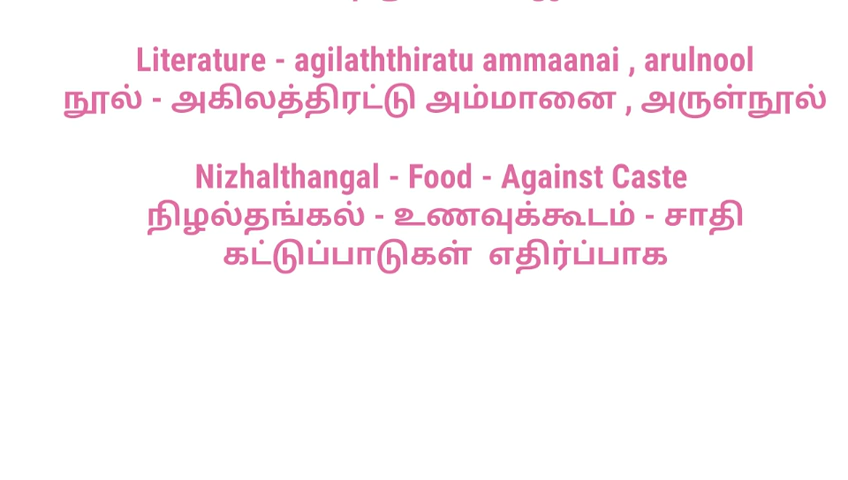 Literature - agilaththiratu ammaanai , arulnool
நூல் - அகிலத்திரட்டு அம்மானை , அருள்நூல்
Nizhalthangal - Food - Against Caste
நிழல்தங்கல் - உணவுக்கூடம் - சாதி
கட்டுப்பாடுகள் எதிர்ப்பாக